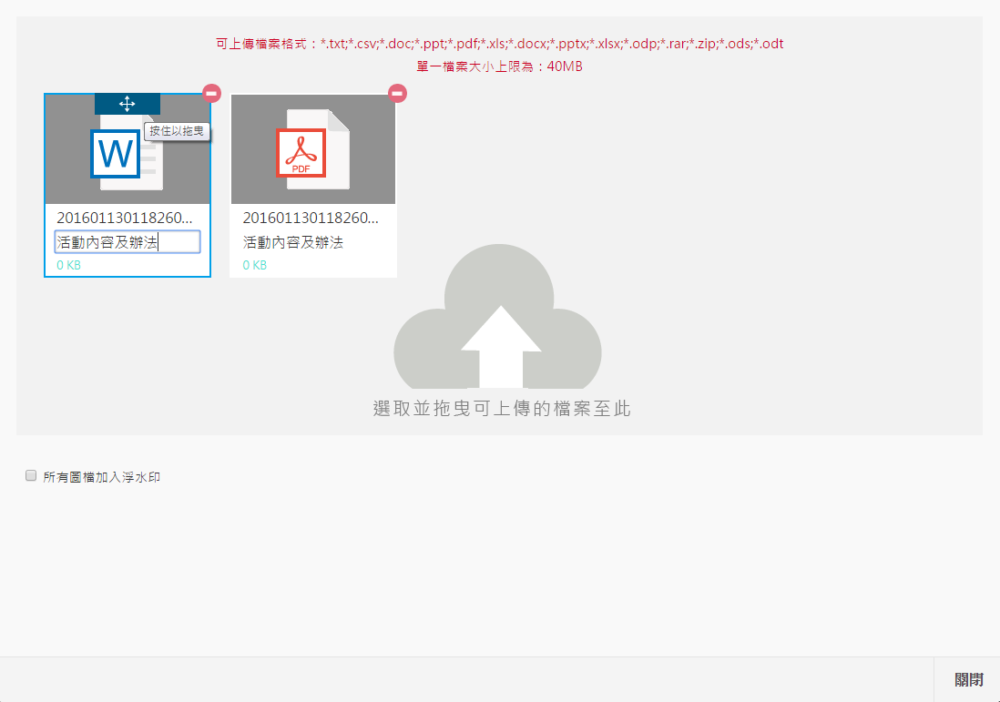 可上傳檔案格式：*.txt;*.csv;*.doc;*.ppt;*.pdf;*.xls;*.docx;*.pptx;*.xlsx;*.odp;*.rar;*.zip;*.ods;*.odt
單一檔案大小上限為：40MB
按住以拖曳
W
PDF
201601130118260...
201601130118260...
活動內容及辦法
活動內容及辦法
0 KB
0 KB
選取並拖曳可上傳的檔案至此
所有圖檔加入浮水印
關閉